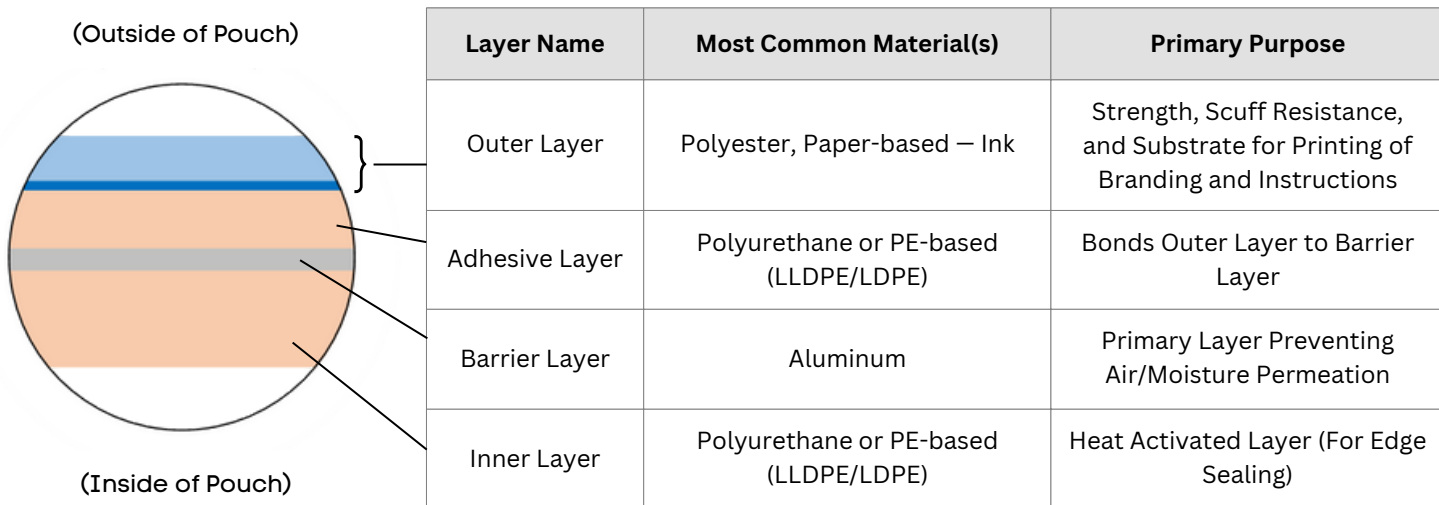 (Outside of Pouch)
Layer Name
Most Common Material(s)
Primary Purpose
Outer Layer
Polyester, Paper-based — Ink
Strength, Scuff Resistance,
and Substrate for Printing of
Branding and Instructions
Adhesive Layer
Polyurethane or PE-based
(LLDPE/LDPE)
Bonds Outer Layer to Barrier
Layer
Barrier Layer
Aluminum
Primary Layer Preventing
Air/Moisture Permeation
Inner Layer
Polyurethane or PE-based
(LLDPE/LDPE)
Heat Activated Layer (For Edge
Sealing)
(Inside of Pouch)